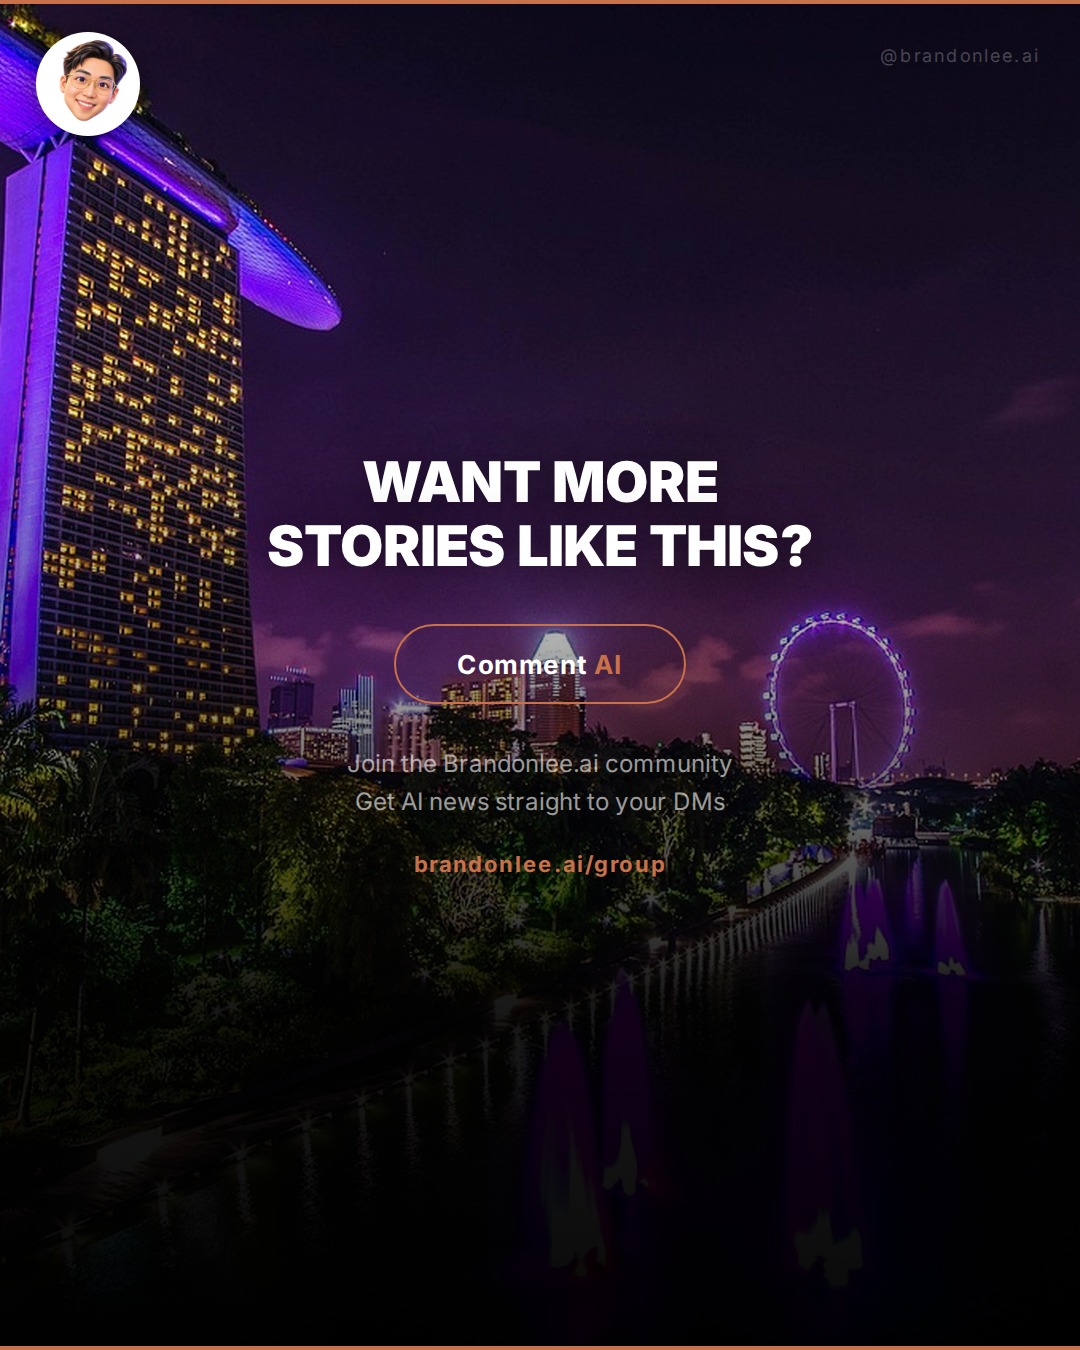 @brandonlee.ai
WANT MORE
STORIES LIKE THIS?
Comment AI
Join the Brandonlee.ai community
Get AI news straight to your DMs
brandonlee.ai/group